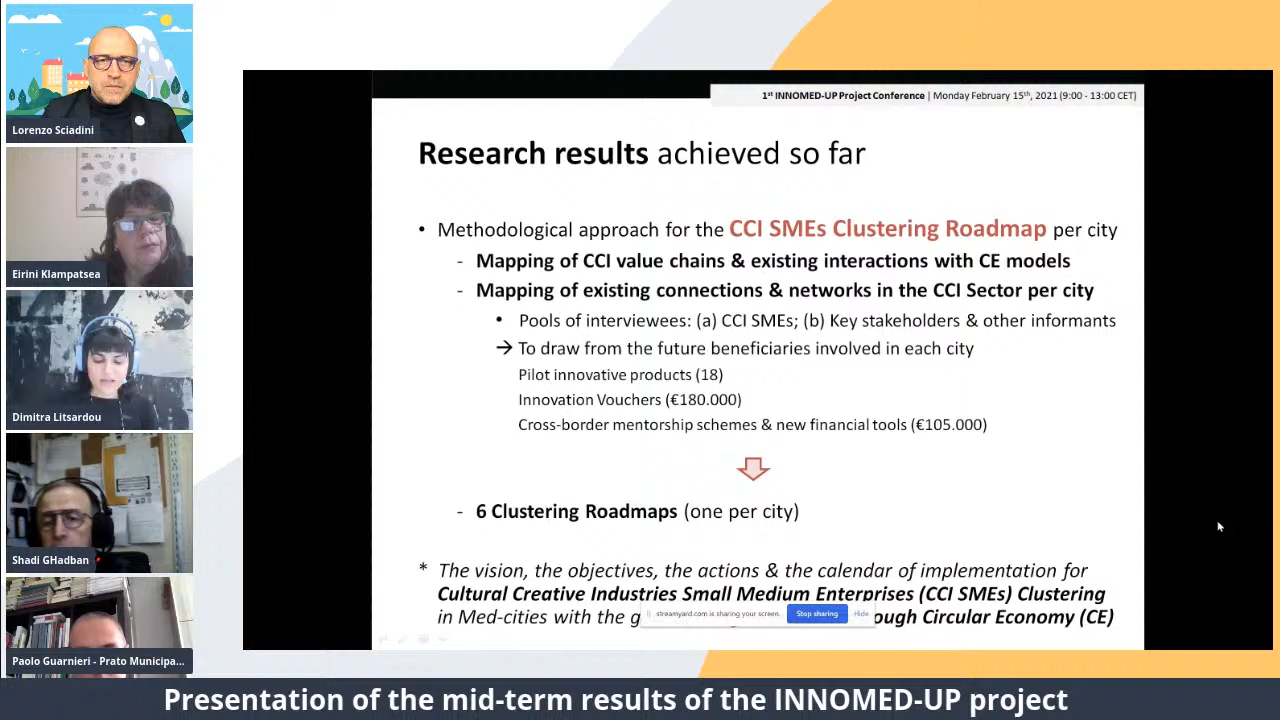 Lorenzo Sciadini
Eirini Klampatsea
Dimitra Litsardou
Shadi GHadban
Paolo Guarnieri - Prato Municipa...
1st INNOMED-UP Project Conference | Monday February 15th, 2021 (9:00 - 13:00 CET)
Research results achieved so far
• Methodological approach for the CCI SMEs Clustering Roadmap per city
- Mapping of CCI value chains & existing interactions with CE models
- Mapping of existing connections & networks in the CCI Sector per city
• Pools of interviewees: (a) CCI SMEs; (b) Key stakeholders & other informants
→ To draw from the future beneficiaries involved in each city
Pilot innovative products (18)
Innovation Vouchers (€180.000)
Cross-border mentorship schemes & new financial tools (€105.000)
- 6 Clustering Roadmaps (one per city)
* The vision, the objectives, the actions & the calendar of implementation for
Cultural Creative Industries Small Medium Enterprises (CCI SMEs) Clustering
in Med-cities with the g ough Circular Economy (CE)
streamyard.com is sharing your screen. Stop sharing Hide
Presentation of the mid-term results of the INNOMED-UP project